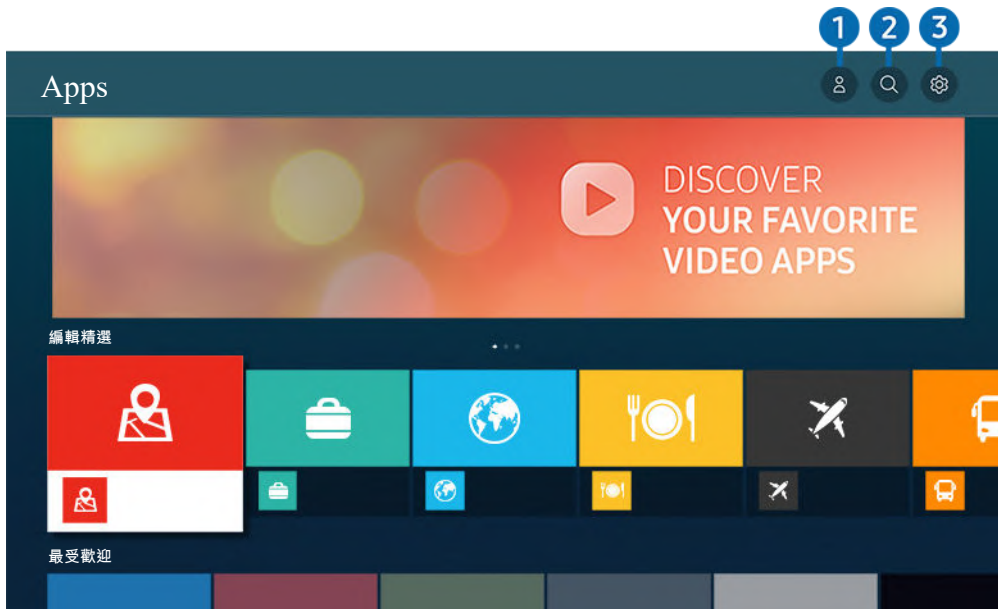 1 2 3
Apps
DISCOVER
YOUR FAVORITE
VIDEO APPS
編輯精選
最受歡迎